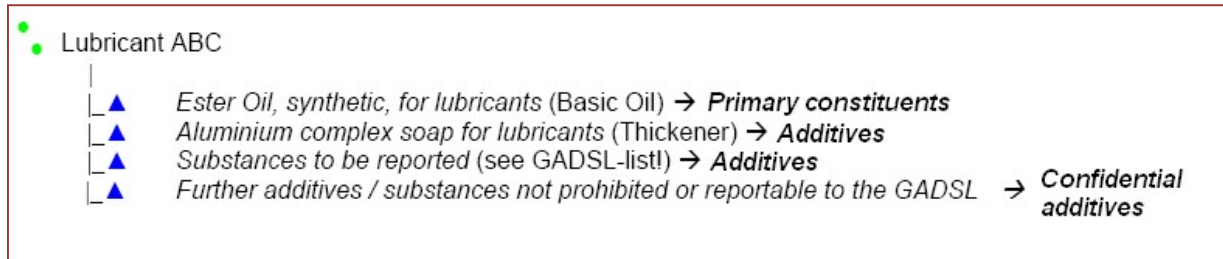 Lubricant ABC
Ester Oil, synthetic, for lubricants (Basic Oil) → Primary constituents
Aluminium complex soap for lubricants (Thickener) → Additives
Substances to be reported (see GADSL-list!) → Additives
Further additives / substances not prohibited or reportable to the GADSL → Confidential
additives